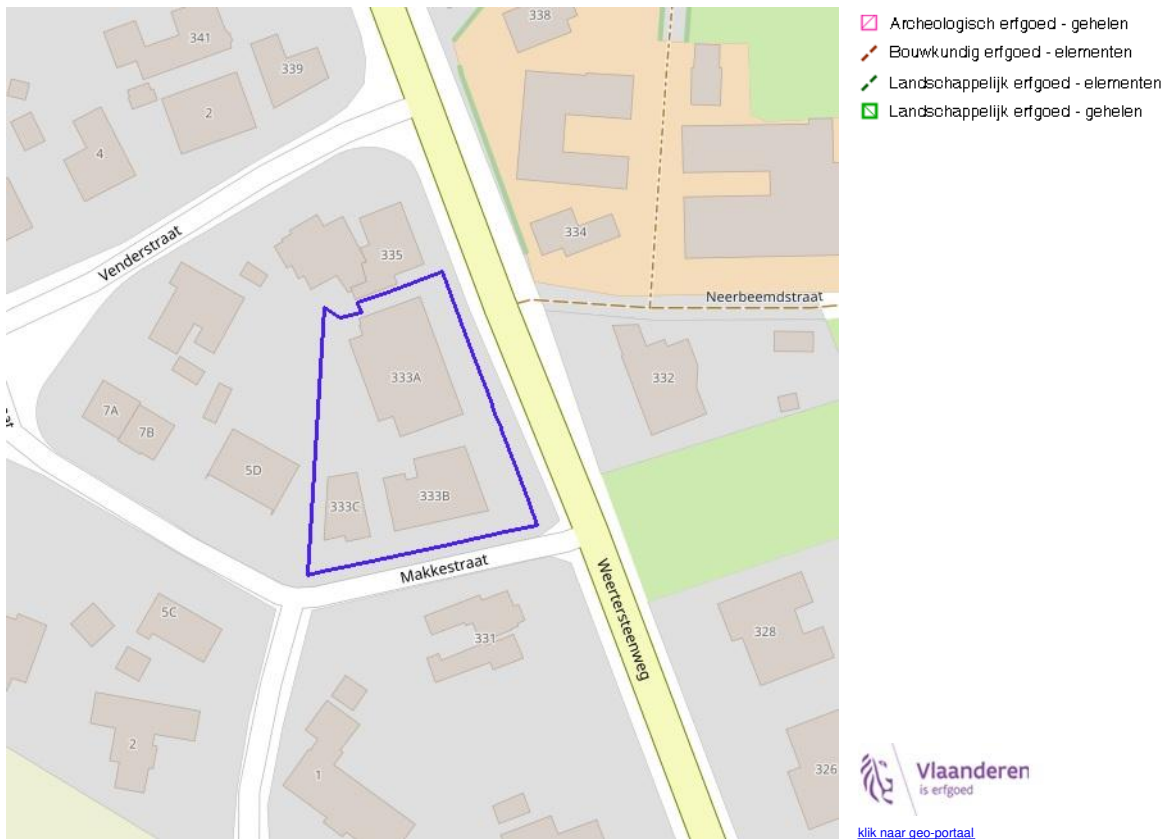 338
341
339
2
4
Venderstraat
335
334
Neerbeemdstraat
333A
332
7A
7B
5D
333C
333B
Makkestraat
Weertersteenweg
5C
331
328
2
1
326
Archeologisch erfgoed - gehelen
Bouwkundig erfgoed - elementen
Landschappelijk erfgoed - elementen
Landschappelijk erfgoed - gehelen
Vlaanderen
is erfgoed
klik naar geo-portaal